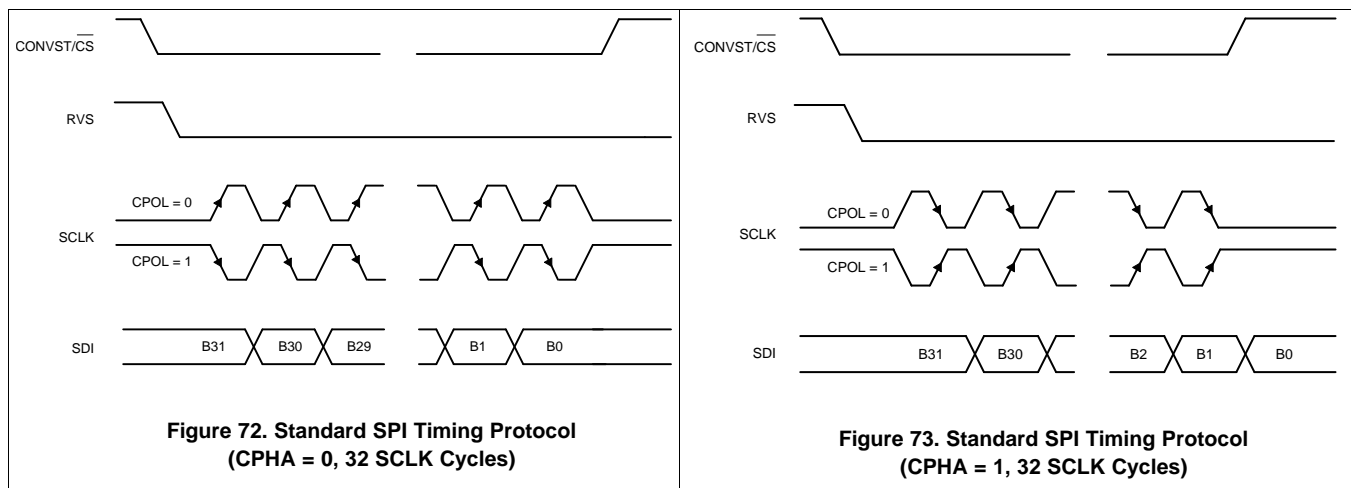 CONVST/CS
RVS
CPOL = 0
SCLK
CPOL = 1
SDI
B31
B30
B29
B1
B0
Figure 72. Standard SPI Timing Protocol
(CPHA = 0, 32 SCLK Cycles)
CONVST/CS
RVS
CPOL = 0
SCLK
CPOL = 1
SDI
B31
B30
B2
B1
B0
Figure 73. Standard SPI Timing Protocol
(CPHA = 1, 32 SCLK Cycles)